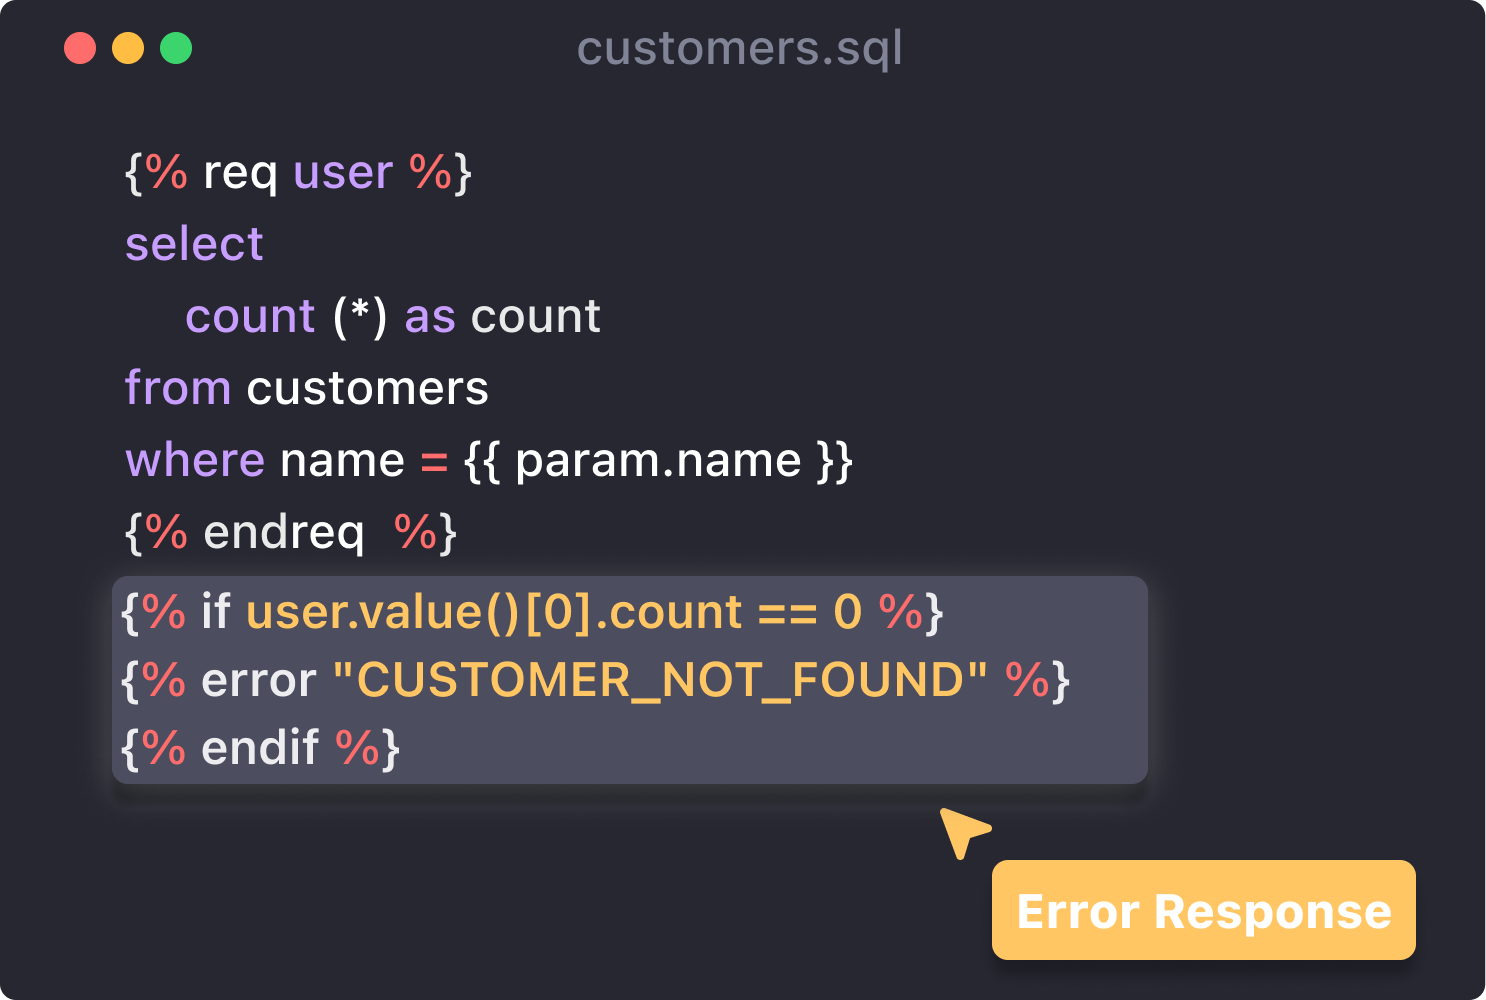 customers.sql
{% req user %}
select
count (*) as count
from customers
where name = {{ param.name }}
{% endreq %}
{% if user.value()[0].count == 0 %}
{% error "CUSTOMER_NOT_FOUND" %}
{% endif %}
Error Response